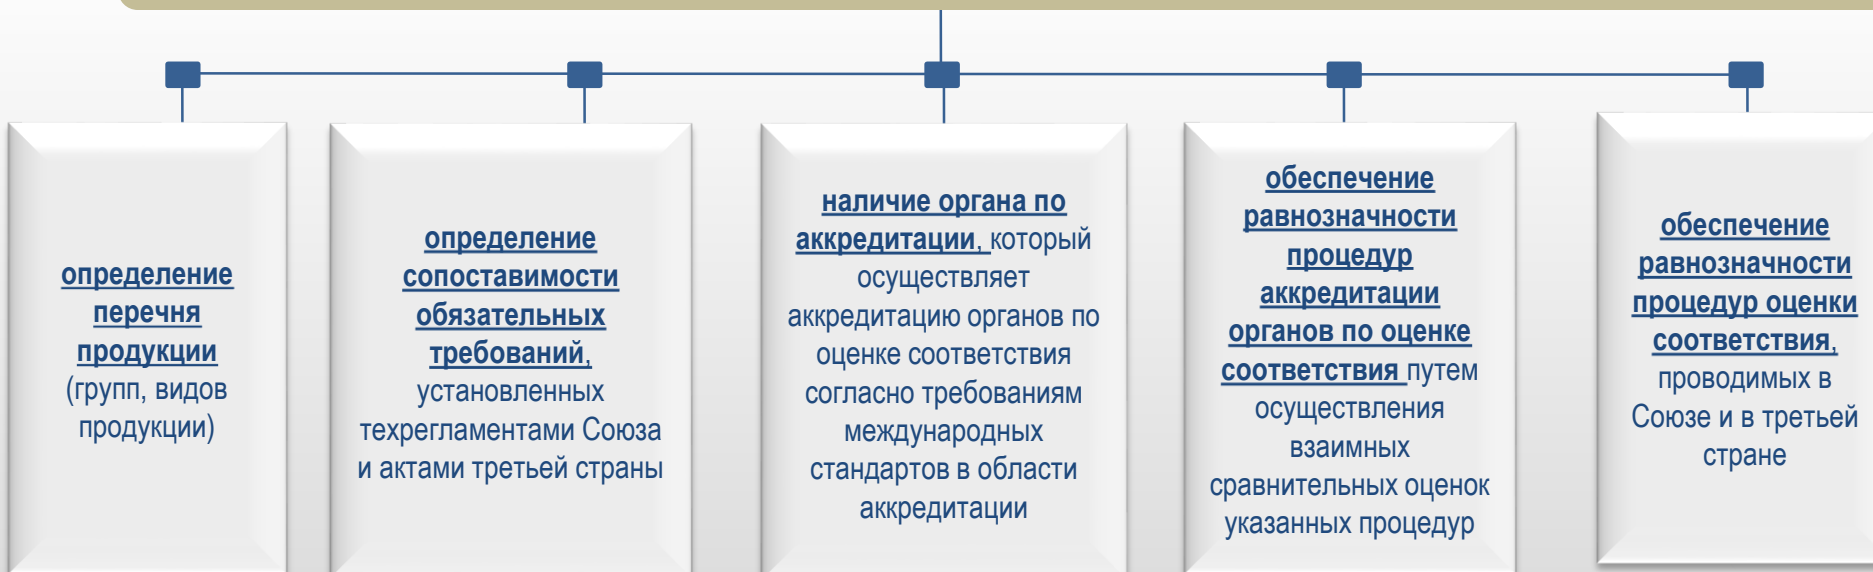 определение
перечня
продукции
(групп, видов
продукции)
определение
сопоставимости
обязательных
требований,
установленных
техрегламентами Союза
и актами третьей страны
наличие органа по
аккредитации, который
осуществляет
аккредитацию органов по
оценке соответствия
согласно требованиям
международных
стандартов в области
аккредитации
обеспечение
равнозначности
процедур
аккредитации
органов по оценке
соответствия путем
осуществления
взаимных
сравнительных оценок
указанных процедур
обеспечение
равнозначности
процедур оценки
соответствия,
проводимых в
Союзе и в третьей
стране